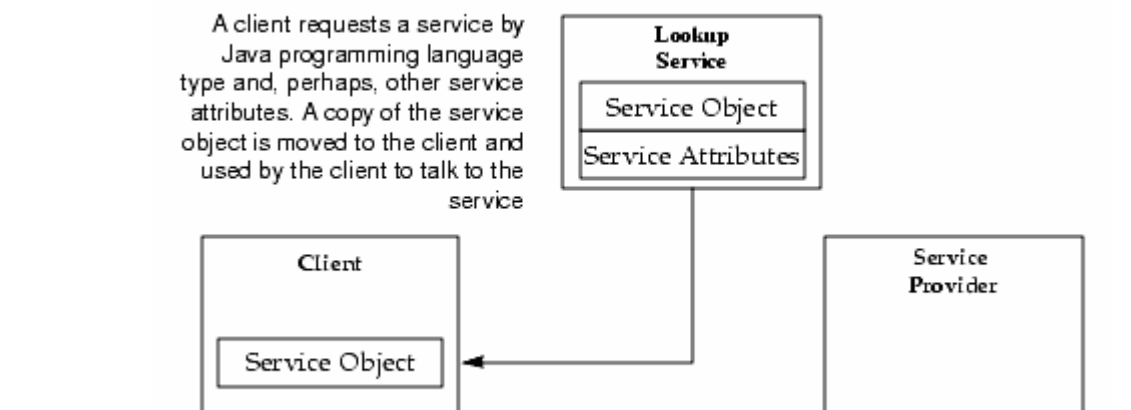 A client requests a service by
Java programming language
type and, perhaps, other service
attributes. A copy of the service
object is moved to the client and
used by the client to talk to the
service
Lookup
Service
Service Object
Service Attributes
Client
Service Object
Service
Provider